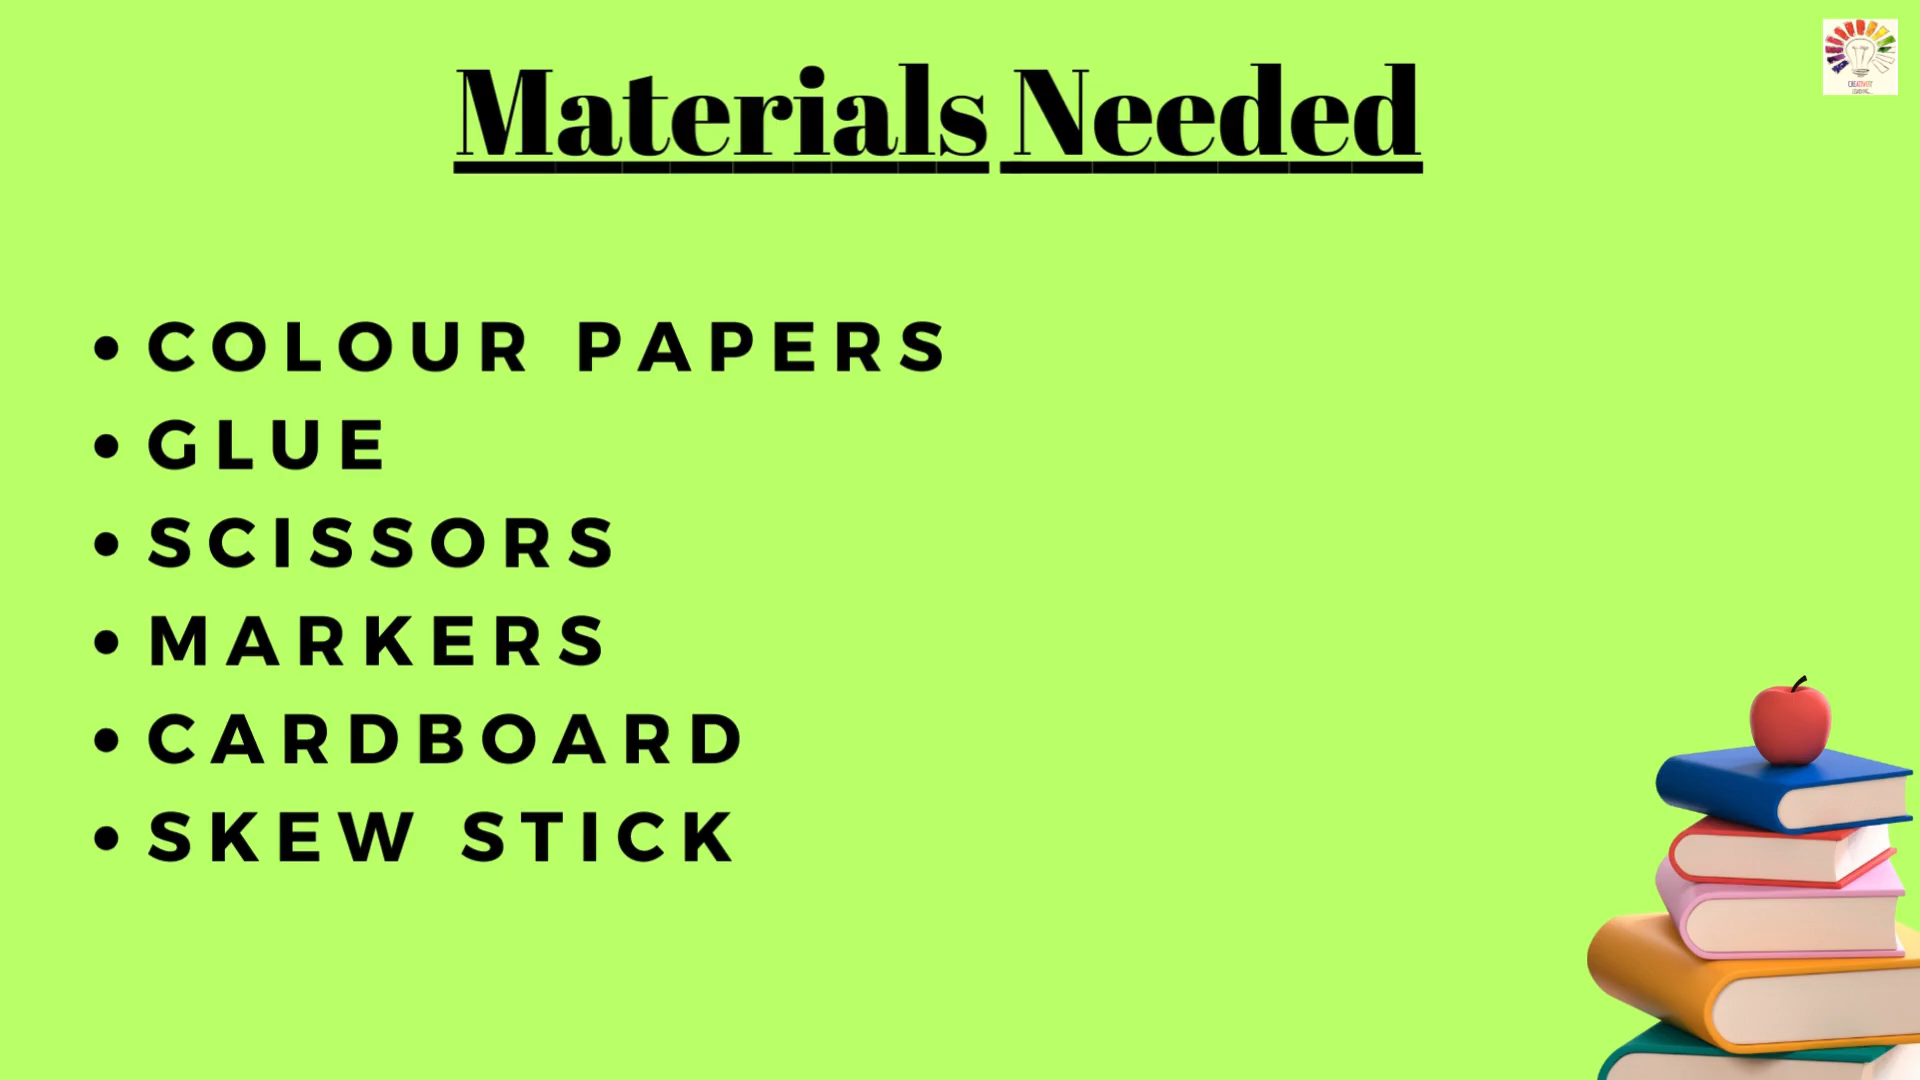 Materials Needed
COLOUR PAPERS
GLUE
SCISSORS
MARKERS
CARDBOARD
SKEW STICK